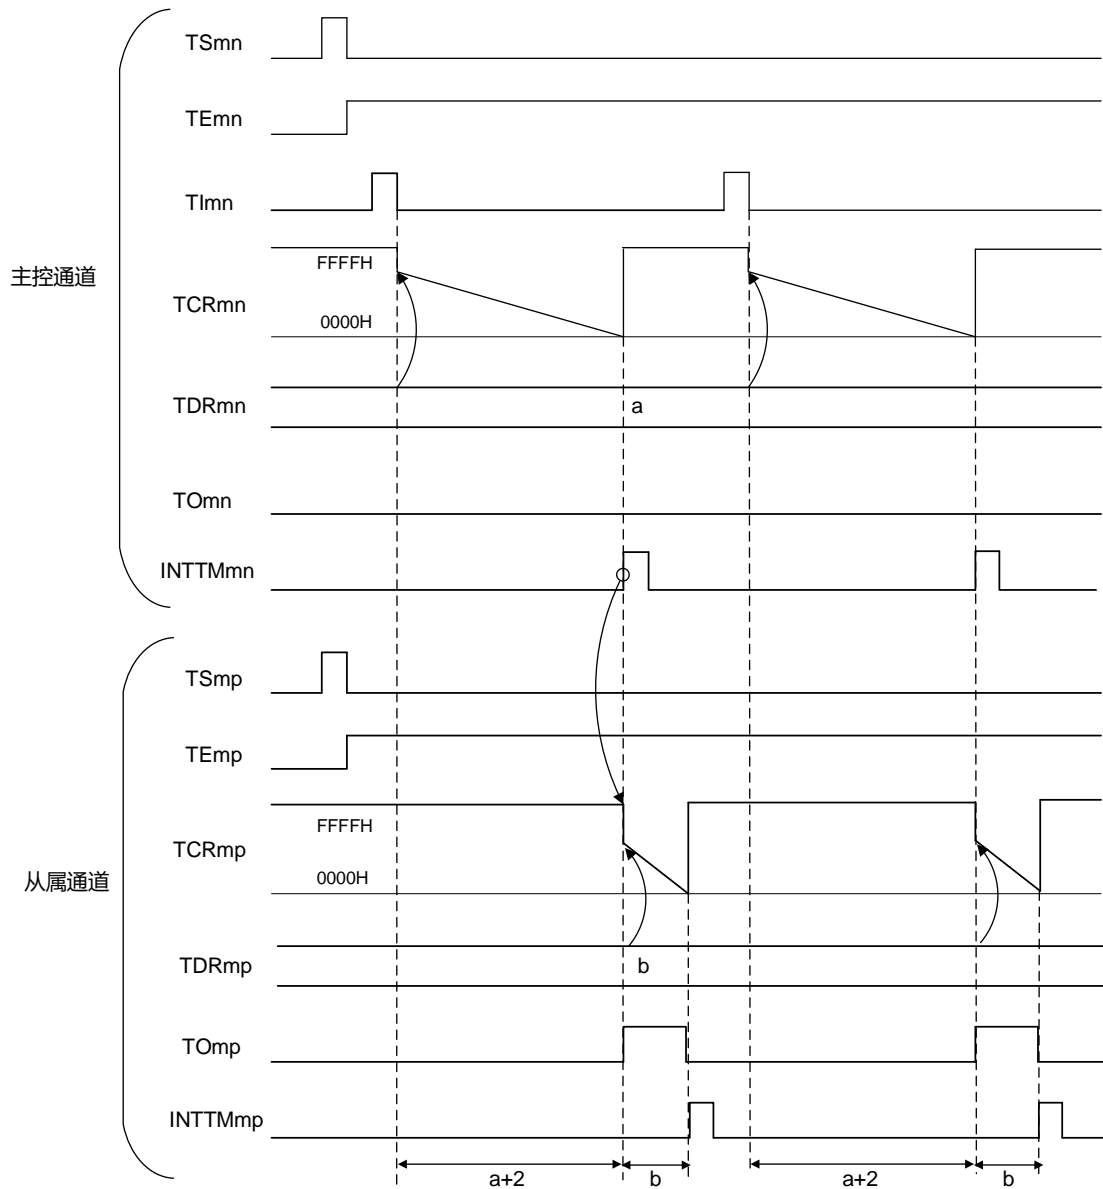 TSmn
TEmn
TImn
主控通道
FFFFH
TCRmn
0000H
TDRmn
a
TOmn
INTTMmn
TSmp
TEmp
FFFFH
TCRmp
从属通道
0000H
TDRmp
b
TOmp
INTTMmp
a+2 b a+2 b